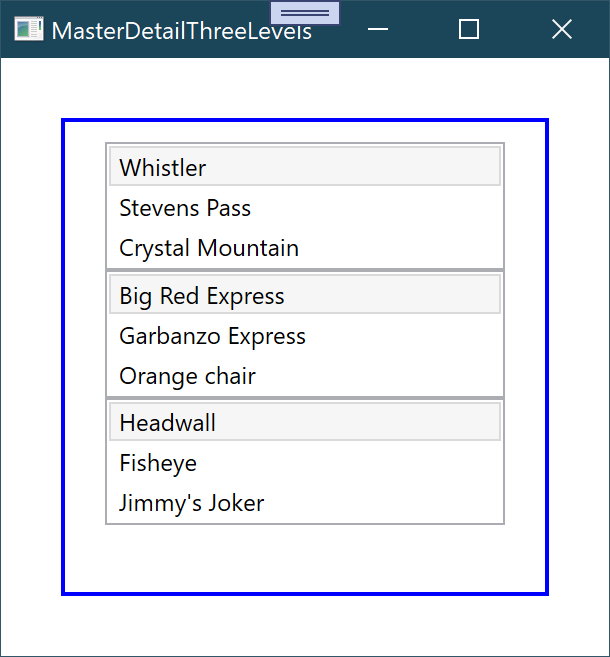 MasterDetailThreeLevels
Whistler
Stevens Pass
Crystal Mountain
Big Red Express
Garbanzo Express
Orange chair
Headwall
Fisheye
Jimmy's Joker